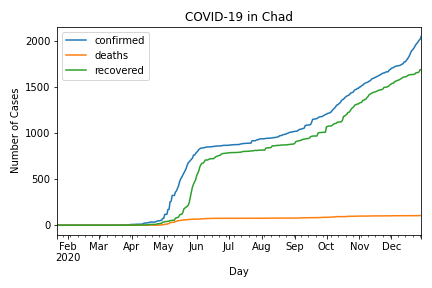 COVID-19 in Chad
confirmed
deaths
recovered
Number of Cases
2000
1500
1000
500
0
Feb Mar Apr May Jun Jul Aug Sep Oct Nov Dec
2020
Day